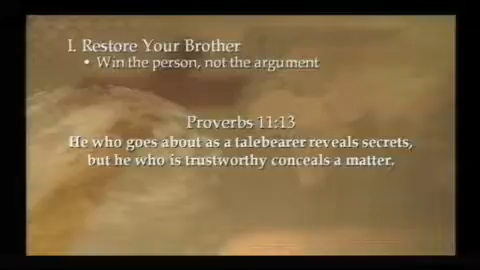 I. Restore Your Brother
• Win the person, not the argument
Proverbs 11:13
He who goes about as a talebearer reveals secrets,
but he who is trustworthy conceals a matter.